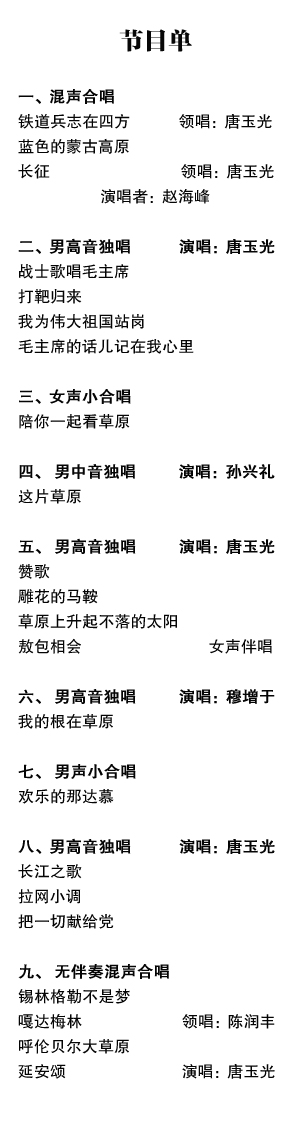 节目单
一、混声合唱
铁道兵志在四方 领唱：唐玉光
蓝色的蒙古高原
长征 领唱：唐玉光
演唱者：赵海峰
二、男高音独唱 演唱：唐玉光
战士歌唱毛主席
打靶归来
我为伟大祖国站岗
毛主席的话儿记在我心里
三、女声小合唱
陪你一起看草原
四、男中音独唱 演唱：孙兴礼
这片草原
五、男高音独唱 演唱：唐玉光
赞歌
雕花的马鞍
草原上升起不落的太阳
敖包相会 女声伴唱
六、男高音独唱 演唱：穆增于
我的根在草原
七、男声小合唱
欢乐的那达慕
八、男高音独唱 演唱：唐玉光
长江之歌
拉网小调
把一切献给党
九、无伴奏混声合唱
锡林格勒不是梦
嘎达梅林 领唱：陈润丰
呼伦贝尔大草原
延安颂 演唱：唐玉光